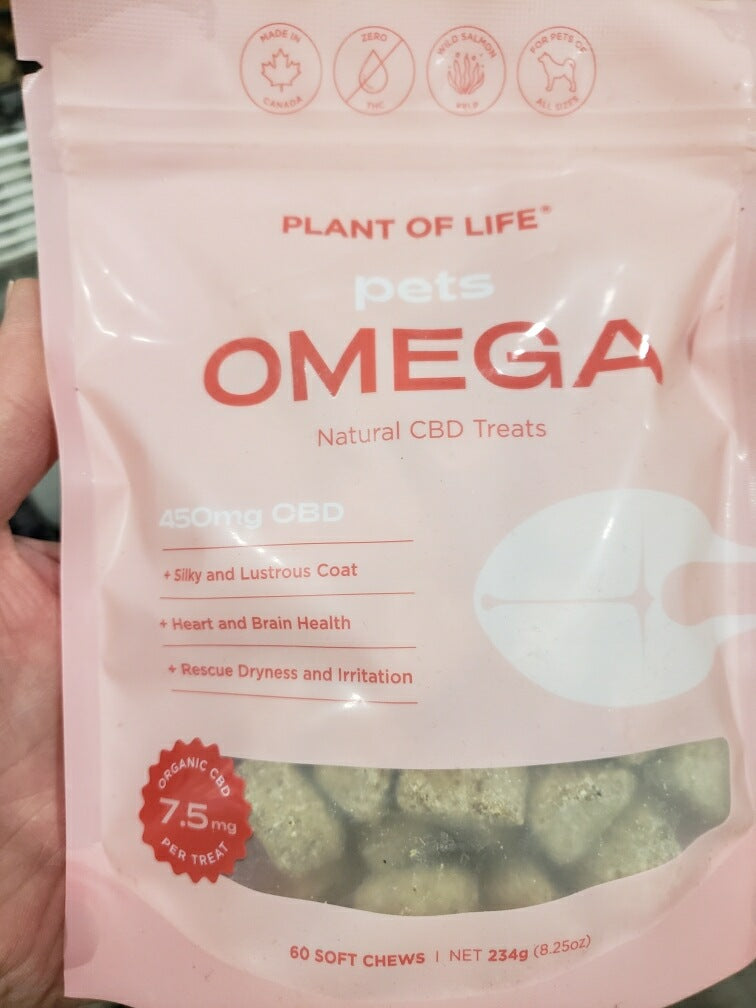 MADE IN
CANADA
ZERO
THC
WILD SALMON
KELP
FOR PETS OF
ALL SIZES
PLANT OF LIFE®
pets
OMEGA
Natural CBD Treats
450mg CBD
+ Silky and Lustrous Coat
+ Heart and Brain Health
+ Rescue Dryness and Irritation
ORGANIC CBD
7.5mg
PER TREAT
60 SOFT CHEWS | NET 234g (8.25oz)